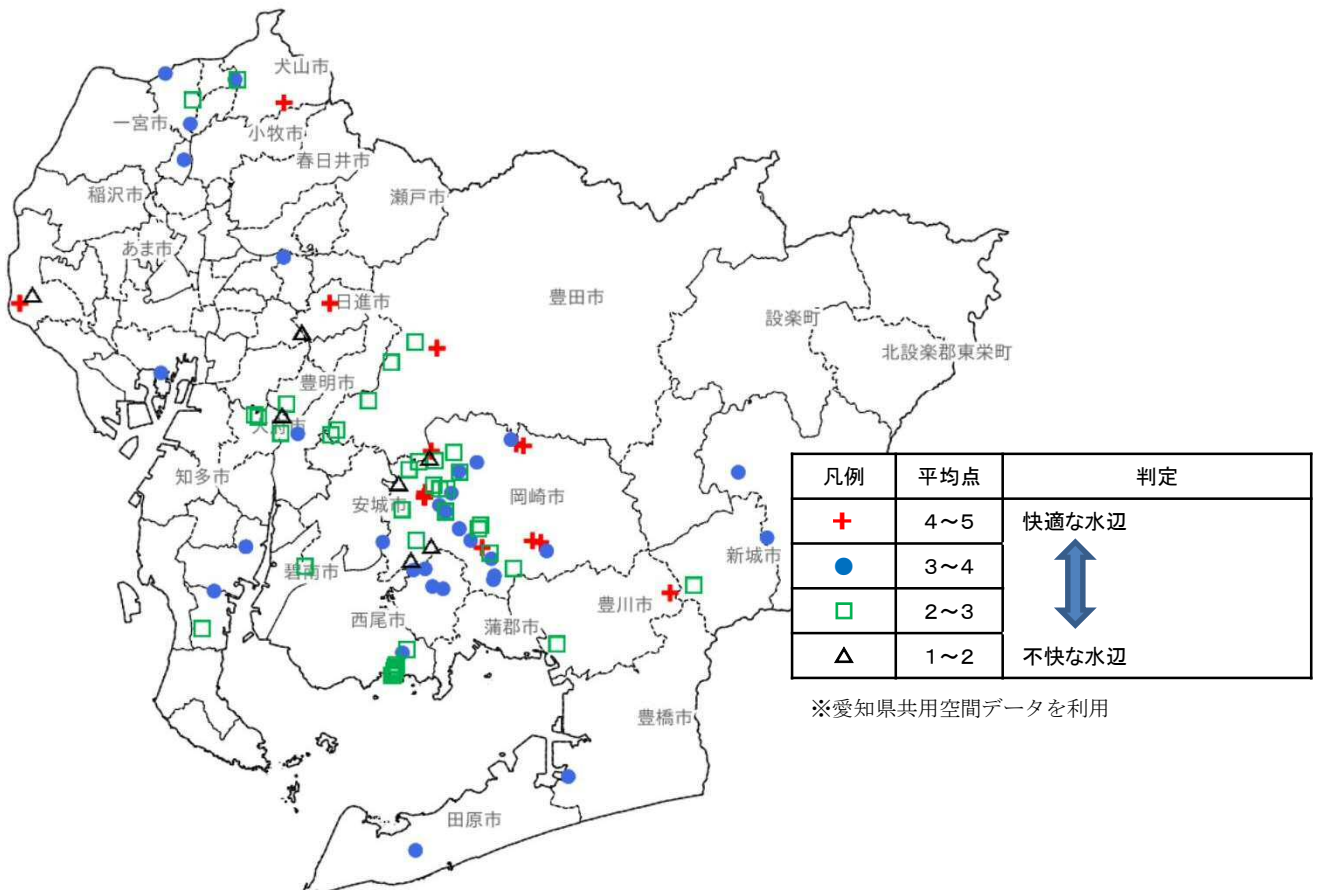 犬山市
一宮市
小牧市
春日井市
稲沢市
瀬戸市
あま市
日進市
豊田市
設楽町
北設楽郡東栄町
豊明市
大府市
知多市
安城市
岡崎市
新城市
碧南市
西尾市
蒲郡市
豊川市
豊橋市
田原市
凡例 平均点 判定
4～5 快適な水辺
3～4
2～3
1～2 不快な水辺
※愛知県共用空間データを利用